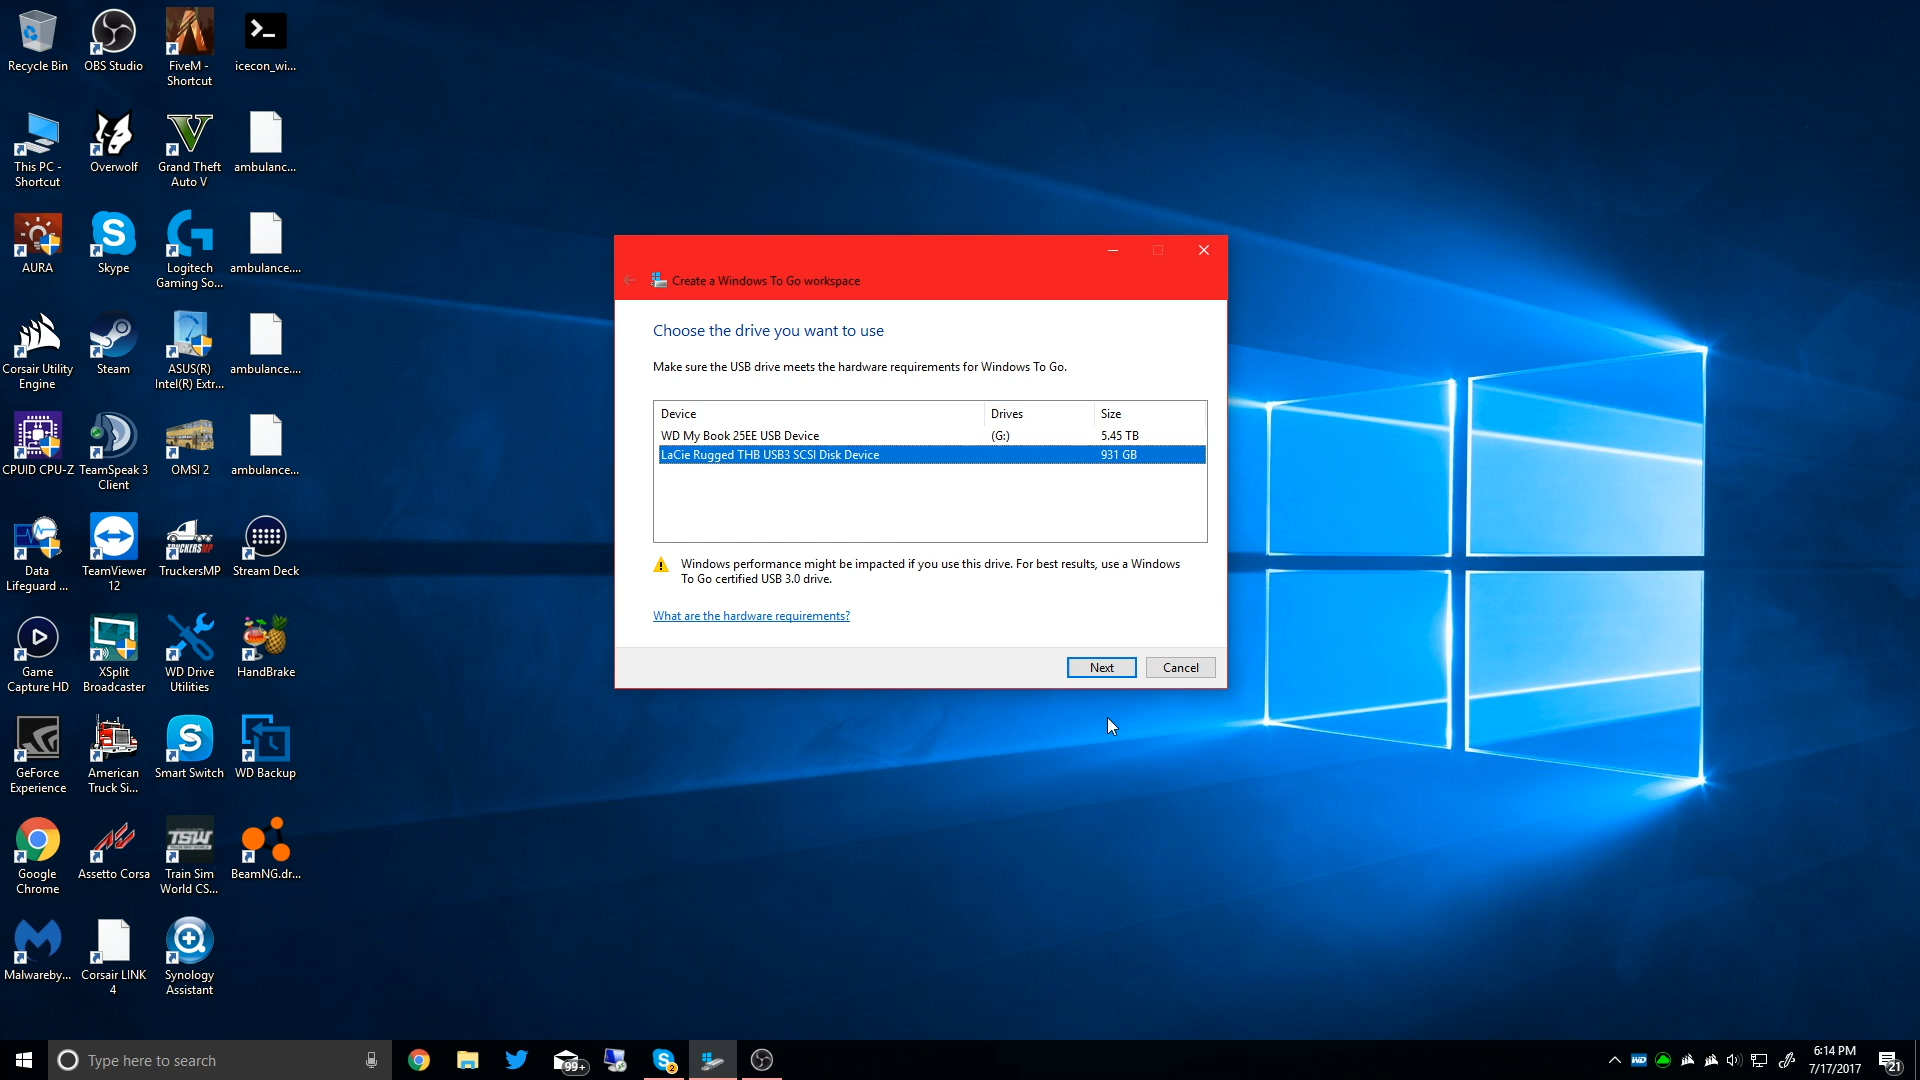 Recycle Bin
OBS Studio
FiveM -
Shortcut
icecon_wi...
This PC -
Shortcut
Overwolf
Grand Theft
Auto V
ambulanc...
AURA
Skype
Logitech
Gaming So...
ambulance....
Corsair Utility
Engine
Steam
ASUS(R)
Intel(R) Extr...
ambulance....
CPUID CPU-Z
TeamSpeak 3
Client
OMSI 2
ambulance...
Data
Lifeguard ...
TeamViewer
12
TRUCKERSMP
TruckersMP
Stream Deck
Game
Capture HD
XSplit
Broadcaster
WD Drive
Utilities
HandBrake
GeForce
Experience
American
Truck Si...
Smart Switch
WD Backup
Google
Chrome
Assetto Corsa
TSW
Train Sim
World CS...
BeamNG.dr...
Malwareby...
Corsair LINK
4
Synology
Assistant
Create a Windows To Go workspace
Choose the drive you want to use
Make sure the USB drive meets the hardware requirements for Windows To Go.
Device Drives Size
WD My Book 25EE USB Device (G:) 5.45 TB
LaCie Rugged THB USB3 SCSI Disk Device 931 GB
Windows performance might be impacted if you use this drive. For best results, use a Windows
To Go certified USB 3.0 drive.
What are the hardware requirements?
Next Cancel
Type here to search
99+
2
WD
6:14 PM
7/17/2017
21